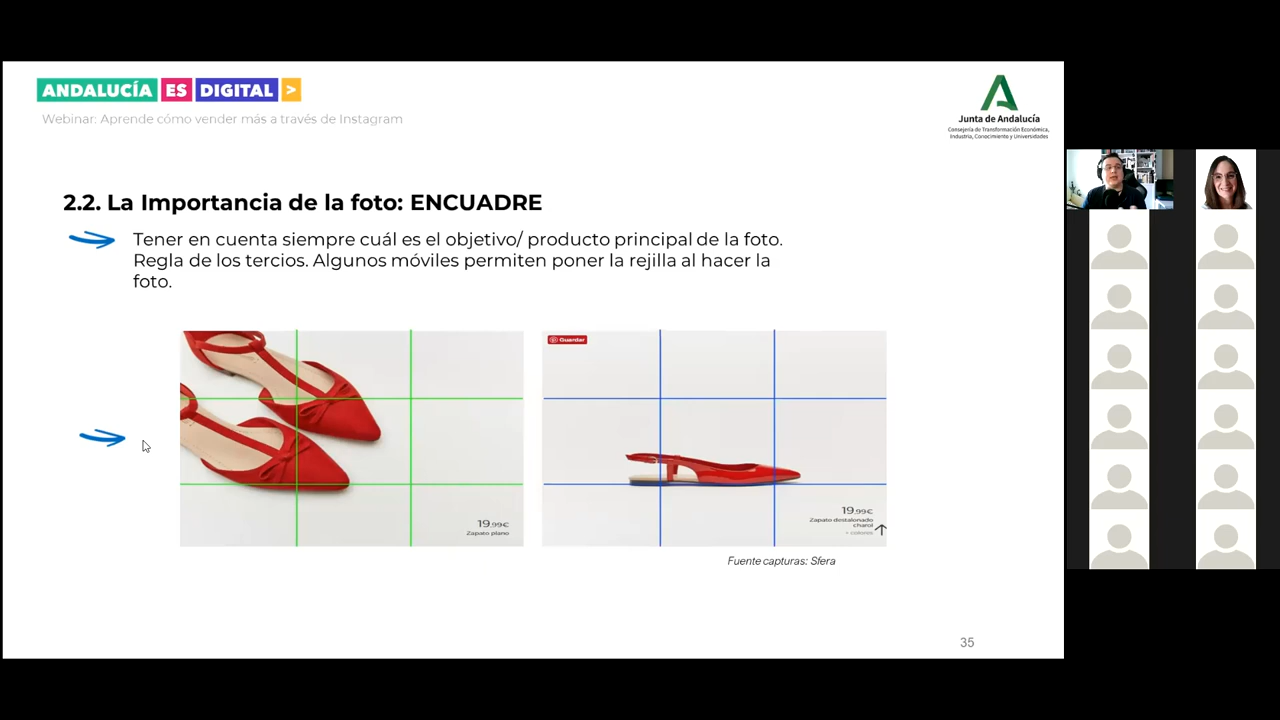 ANDALUCÍA ES DIGITAL >
Webinar: Aprende cómo vender más a través de Instagram
Junta de Andalucía
Consejería de Transformación Económica,
Industria, Conocimiento y Universidades
2.2. La Importancia de la foto: ENCUADRE
Tener en cuenta siempre cuál es el objetivo/ producto principal de la foto.
Regla de los tercios. Algunos móviles permiten poner la rejilla al hacer la
foto.
19,99€
Zapato plano
Guardar
19,99€
Zapato destalonado
charol
+ colores
Fuente capturas: Sfera
35